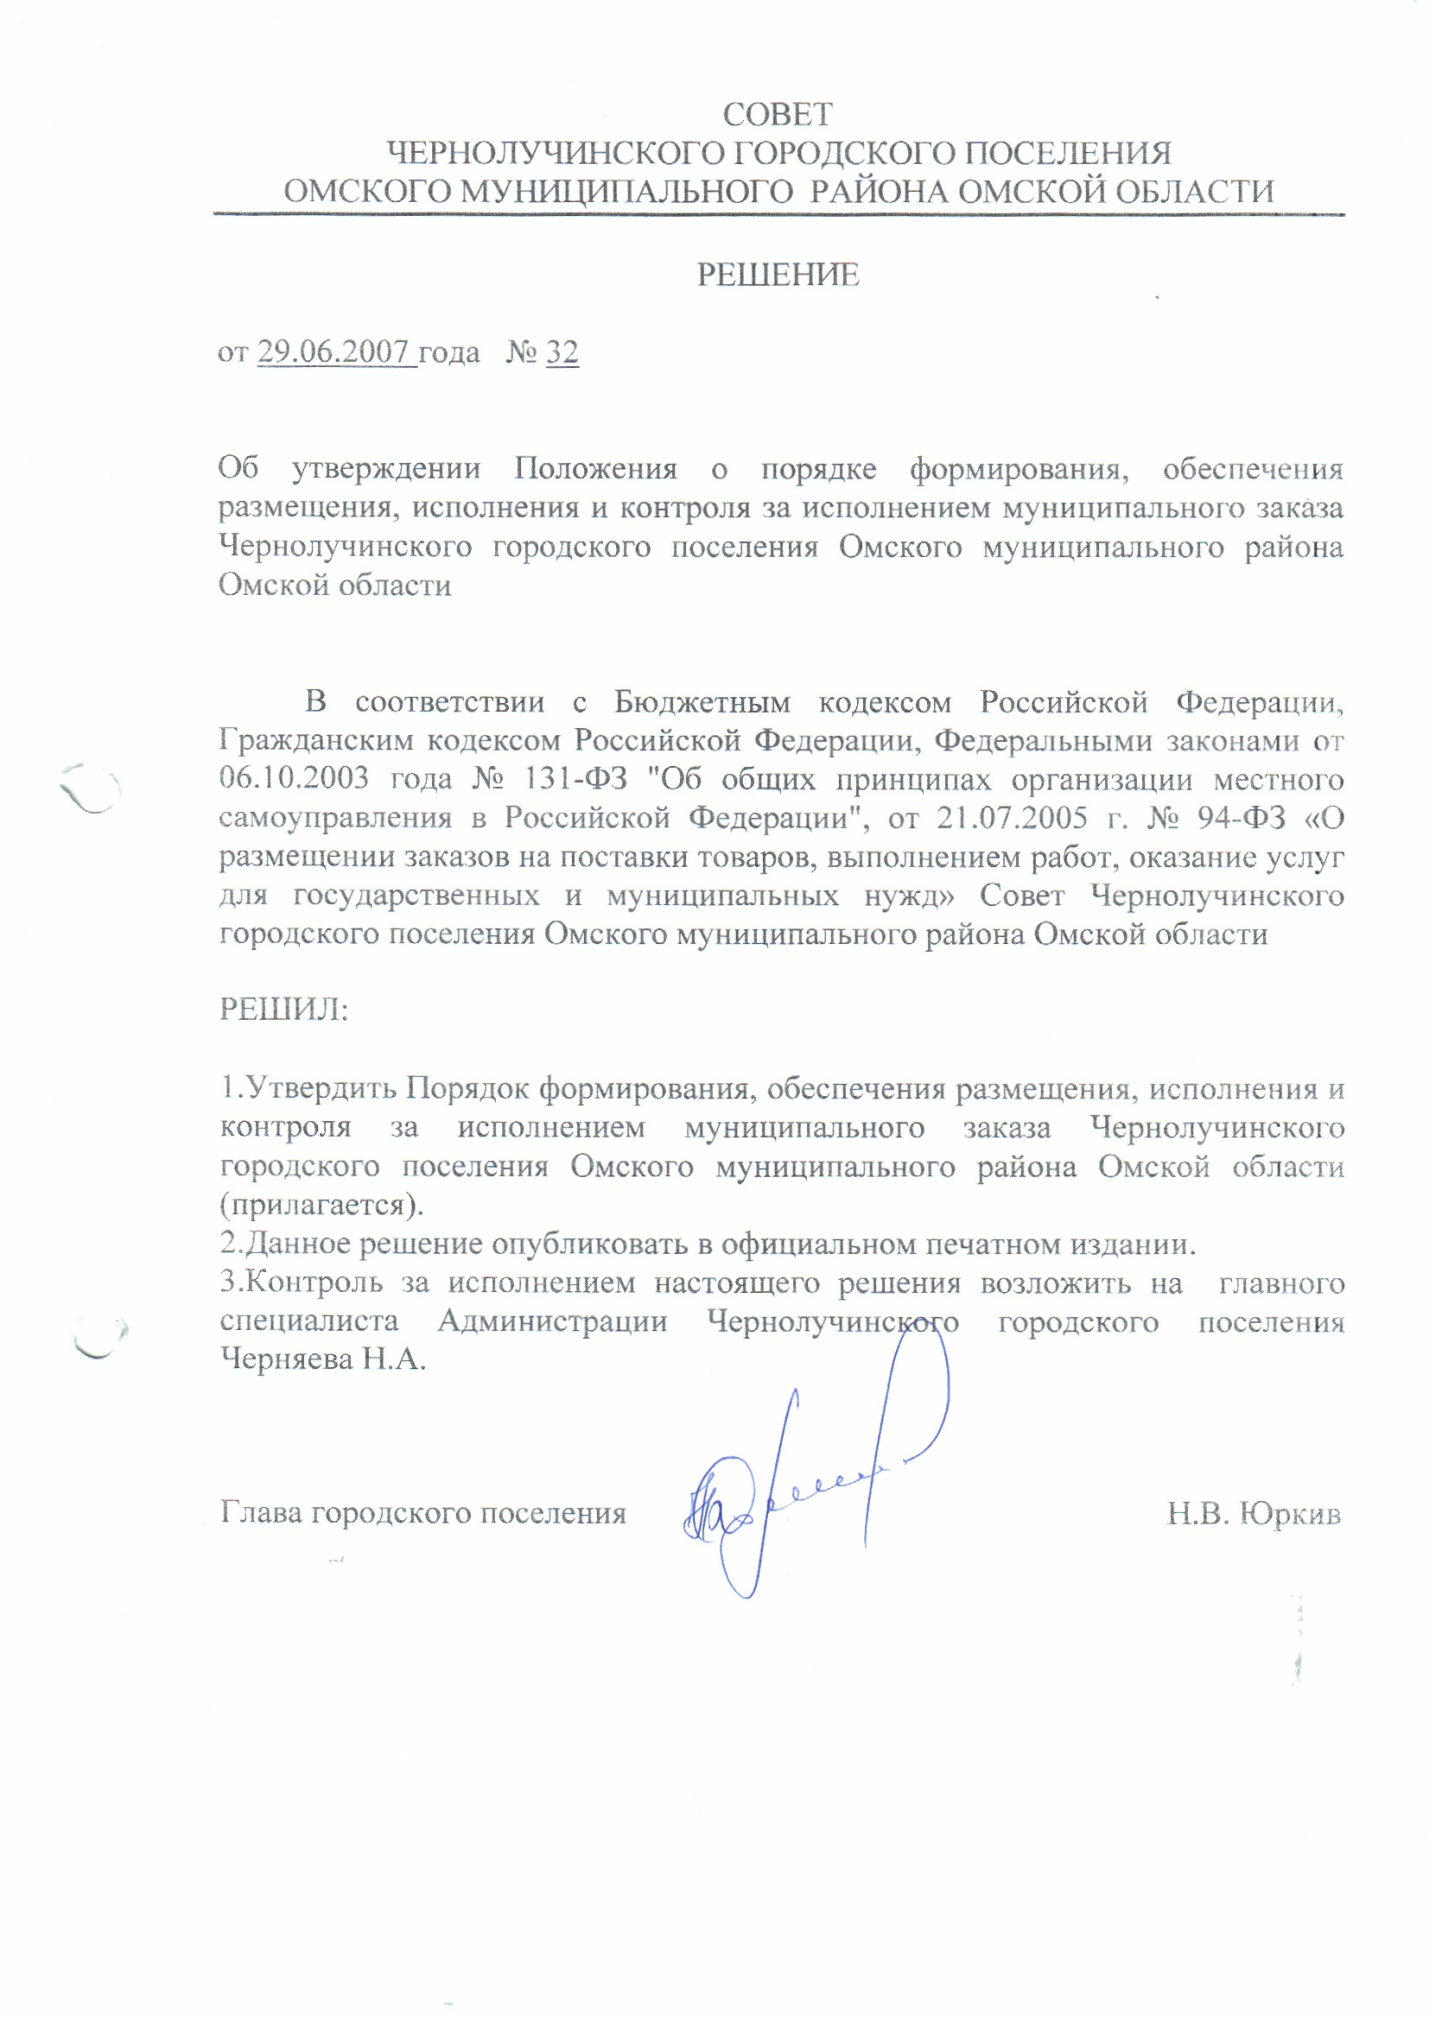 СОВЕТ
ЧЕРНОЛУЧИНСКОГО ГОРОДСКОГО ПОСЕЛЕНИЯ
ОМСКОГО МУНИЦИПАЛЬНОГО РАЙОНА ОМСКОЙ ОБЛАСТИ
РЕШЕНИЕ
от 29.06.2007 года № 32
Об утверждении Положения о порядке формирования, обеспечения
размещения, исполнения и контроля за исполнением муниципального заказа
Чернолучинского городского поселения Омского муниципального района
Омской области
В соответствии с Бюджетным кодексом Российской Федерации,
Гражданским кодексом Российской Федерации, Федеральными законами от
06.10.2003 года № 131-ФЗ "Об общих принципах организации местного
самоуправления в Российской Федерации", от 21.07.2005 г. № 94-ФЗ «О
размещении заказов на поставки товаров, выполнением работ, оказание услуг
для государственных и муниципальных нужд» Совет Чернолучинского
городского поселения Омского муниципального района Омской области
РЕШИЛ:
1.Утвердить Порядок формирования, обеспечения размещения, исполнения и
контроля за исполнением муниципального заказа Чернолучинского
городского поселения Омского муниципального района Омской области
(прилагается).
2.Данное решение опубликовать в официальном печатном издании.
3.Контроль за исполнением настоящего решения возложить на главного
специалиста Администрации Чернолучинского городского поселения
Черняева Н.А.
Глава городского поселения Н.В. Юркив